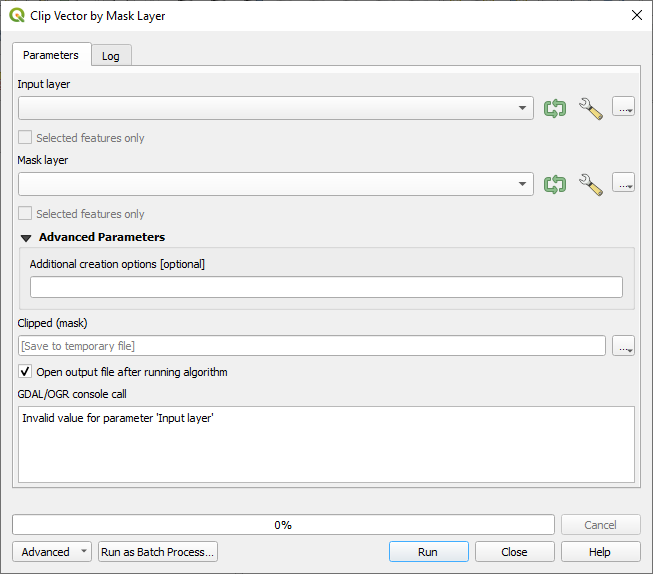 Clip Vector by Mask Layer
Parameters
Log
Input layer
...
Selected features only
Mask layer
...
Selected features only
Advanced Parameters
Additional creation options [optional]
Clipped (mask)
[Save to temporary file]
...
Open output file after running algorithm
GDAL/OGR console call
Invalid value for parameter 'Input layer'
0%
Cancel
Advanced
Run as Batch Process...
Run
Close
Help